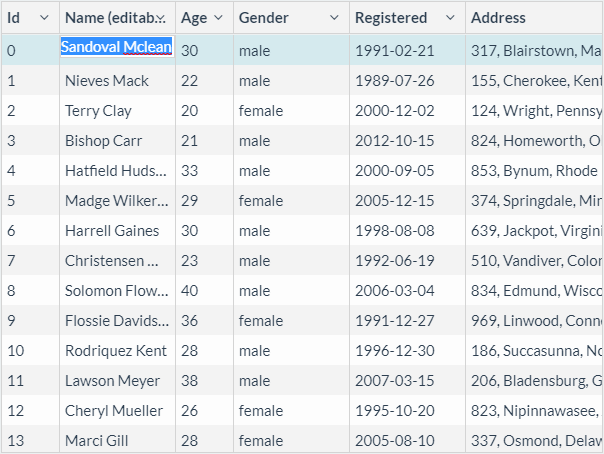 Id Name (editab... Age Gender Registered Address
0 Sandoval Mclean 30 male 1991-02-21 317, Blairstown, Ma
1 Nieves Mack 22 male 1989-07-26 155, Cherokee, Kent
2 Terry Clay 20 female 2000-12-02 124, Wright, Pennsy
3 Bishop Carr 21 male 2012-10-15 824, Homeworth, O
4 Hatfield Huds... 33 male 2000-09-05 853, Bynum, Rhode
5 Madge Wilker... 29 female 2005-12-15 374, Springdale, Min
6 Harrell Gaines 30 male 1998-08-08 639, Jackpot, Virgini
7 Christensen ... 23 male 1992-06-19 510, Vandiver, Color
8 Solomon Flow... 40 male 2006-03-04 834, Edmund, Wisco
9 Flossie Davids... 36 female 1991-12-27 969, Linwood, Conne
10 Rodriquez Kent 28 male 1996-12-30 186, Succasunna, No
11 Lawson Meyer 38 male 2007-03-15 206, Bladensburg, G
12 Cheryl Mueller 26 female 1995-10-20 823, Nipinnawasee,
13 Marci Gill 28 female 2005-08-10 337, Osmond, Delaw